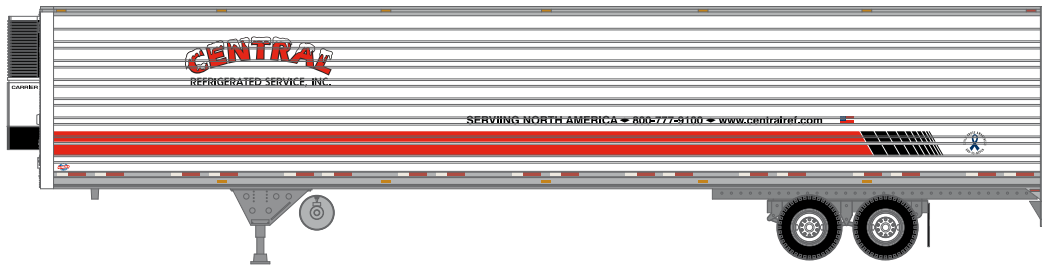 CENTRAL
REFRIGERATED SERVICE, INC.
CARRIER
SERVIING NORTH AMERICA 800-777-9100 www.centralref.com